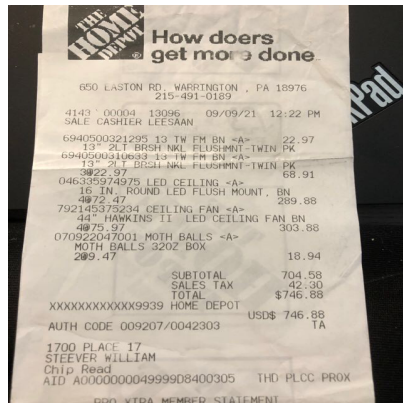 THE
HOME
DEPOT
How doers
get more done
650 EASTON RD. WARRINGTON , PA 18976
215-491-0189
4143 00004 13096 09/09/21 12:22 PM
SALE CASHIER LEESAAN
6940500321295 13 TW FM BN <A> 22.97
13" 2LT BRSH NKL FLUSHMNT-TWIN PK
6940500310633 13 TW FM BN <A>
13" 2LT BRSH NKL FLUSHMNT-TWIN PK
3@22.97 68.91
046335974975 LED CEILING <A>
16 IN. ROUND LED FLUSH MOUNT, BN
4@72.47 289.88
792145375234 CEILING FAN <A>
44" HAWKINS II LED CEILING FAN BN
4@75.97 303.88
070922047001 MOTH BALLS <A>
MOTH BALLS 32OZ BOX
2@9.47 18.94
SUBTOTAL 704.58
SALES TAX 42.30
TOTAL $746.88
XXXXXXXXXXXX9939 HOME DEPOT
USD$ 746.88
AUTH CODE 009207/0042303 TA
1700 PLACE 17
STEEVER WILLIAM
Chip Read
AID A0000000049999D8400305 THD PLCC PROX
PRO XTRA MEMBER STATEMENT
Pad